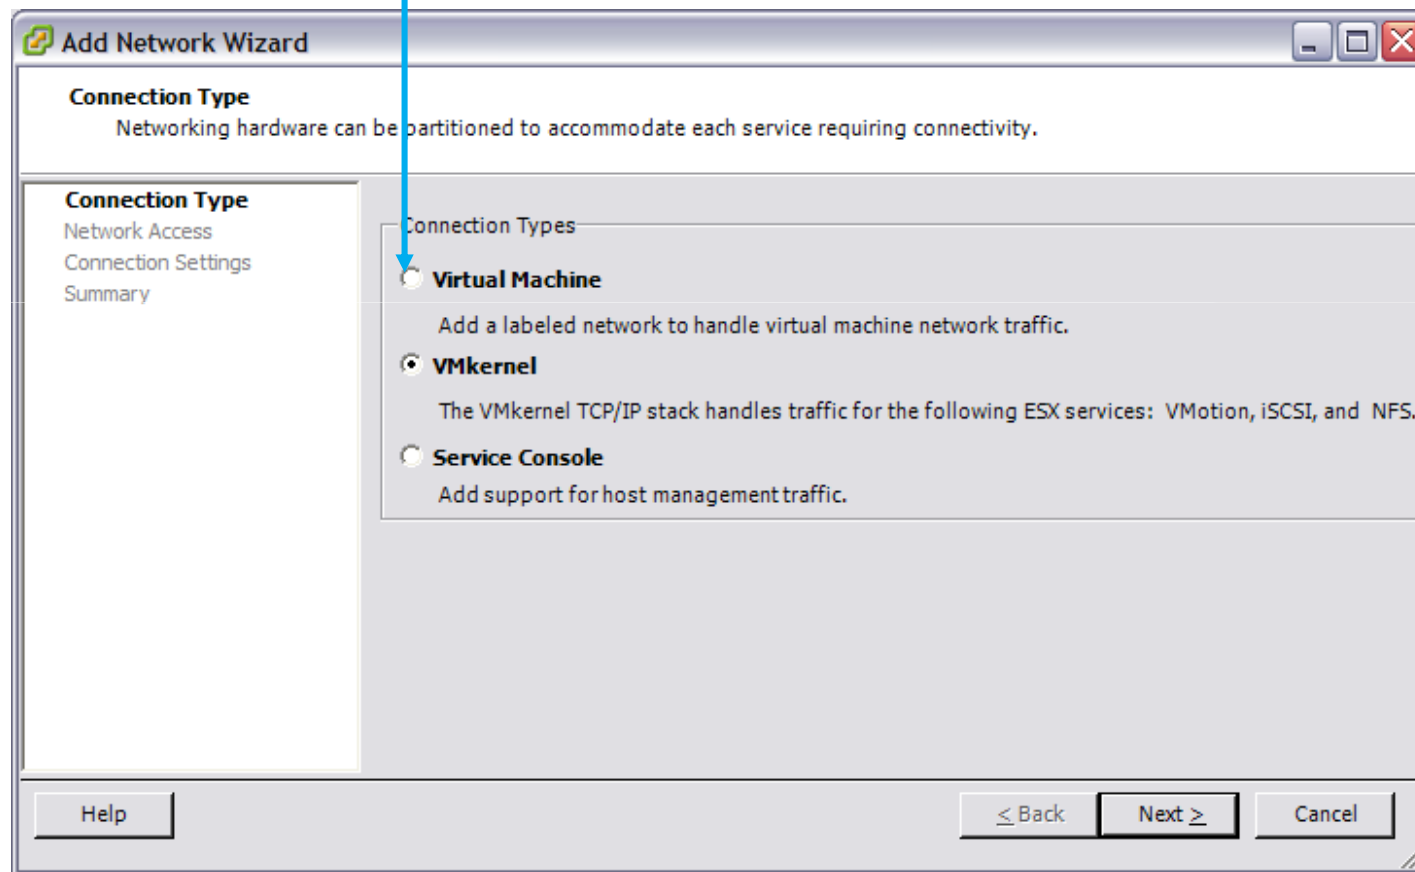 Add Network Wizard
Connection Type
Networking hardware can be partitioned to accommodate each service requiring connectivity.
Connection Type
Network Access
Connection Settings
Summary
Connection Types
Virtual Machine
Add a labeled network to handle virtual machine network traffic.
VMkernel
The VMkernel TCP/IP stack handles traffic for the following ESX services: VMotion, iSCSI, and NFS.
Service Console
Add support for host management traffic.
Help
< Back
Next >
Cancel